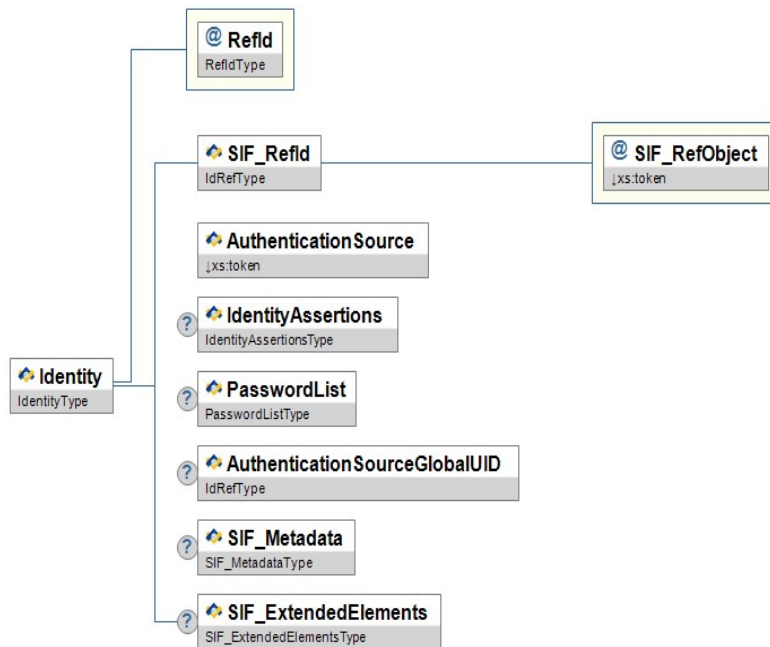 @ RefId
RefIdType
SIF_RefId
IdRefType
@ SIF_RefObject
↓xs:token
AuthenticationSource
↓xs:token
? IdentityAssertions
IdentityAssertionsType
Identity
IdentityType
? PasswordList
PasswordListType
? AuthenticationSourceGlobalUID
IdRefType
? SIF_Metadata
SIF_MetadataType
? SIF_ExtendedElements
SIF_ExtendedElementsType